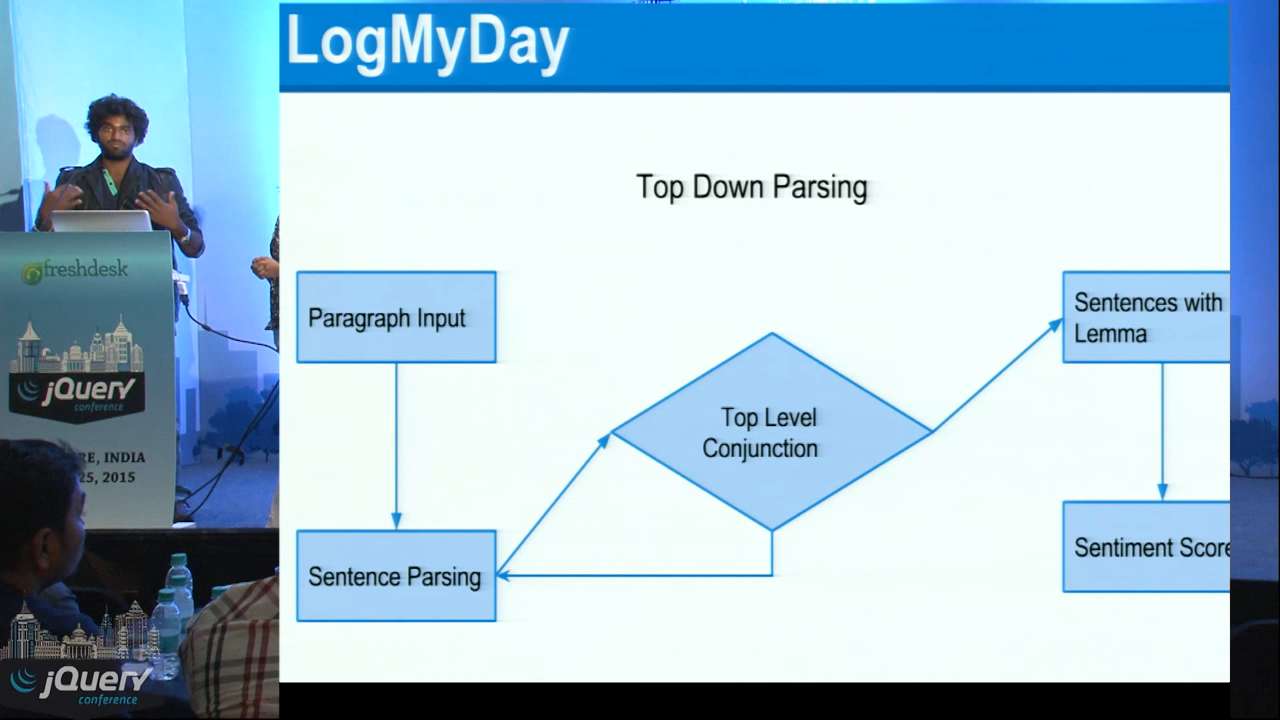 LogMyDay
Top Down Parsing
Paragraph Input
Sentences with
Lemma
Top Level
Conjunction
Sentence Parsing
Sentiment Score
freshdesk
jQuery
conference
RE, INDIA
25, 2015
jQuery
conference